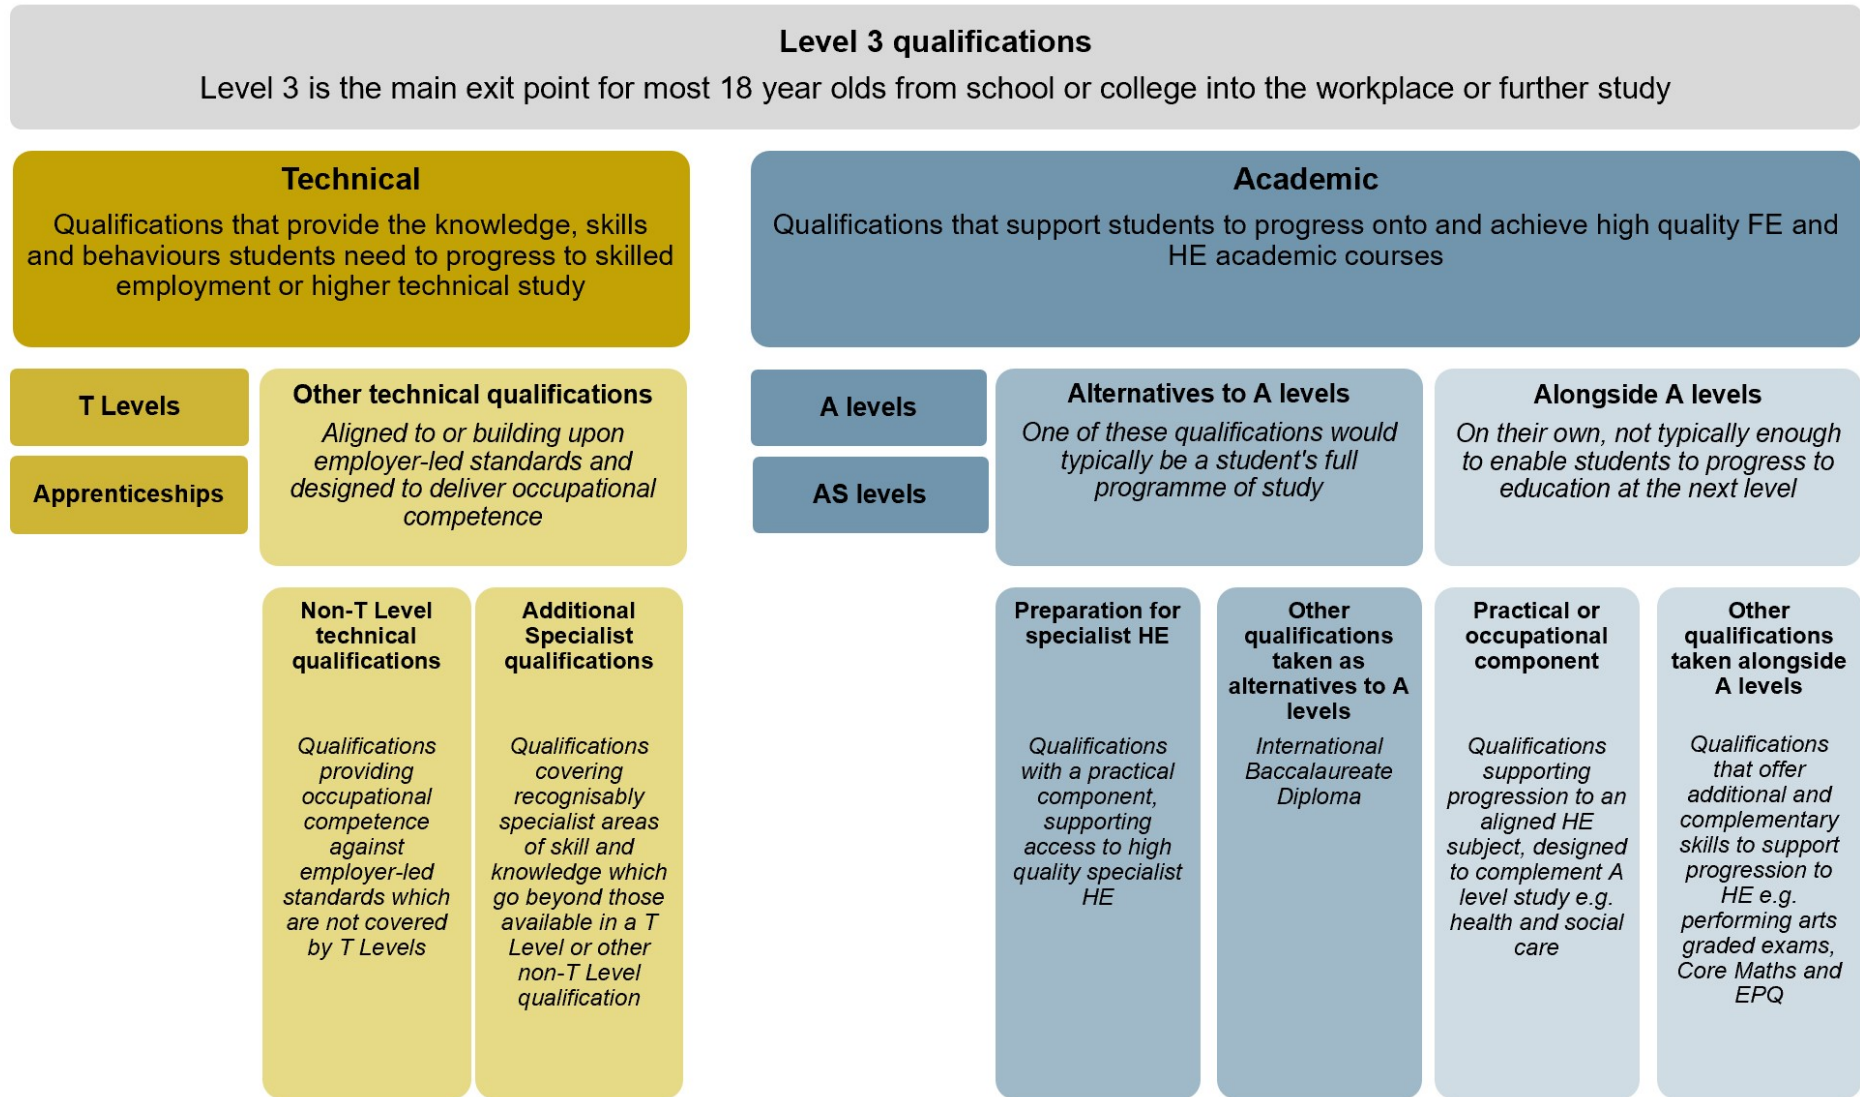 Level 3 qualifications
Level 3 is the main exit point for most 18 year olds from school or college into the workplace or further study
Technical
Qualifications that provide the knowledge, skills
and behaviours students need to progress to skilled
employment or higher technical study
Academic
Qualifications that support students to progress onto and achieve high quality FE and
HE academic courses
T Levels
Apprenticeships
Other technical qualifications
Aligned to or building upon
employer-led standards and
designed to deliver occupational
competence
A levels
AS levels
Alternatives to A levels
One of these qualifications would
typically be a student's full
programme of study
Alongside A levels
On their own, not typically enough
to enable students to progress to
education at the next level
Non-T Level
technical
qualifications
Qualifications
providing
occupational
competence
against
employer-led
standards which
are not covered
by T Levels
Additional
Specialist
qualifications
Qualifications
covering
recognisably
specialist areas
of skill and
knowledge which
go beyond those
available in a T
Level or other
non-T Level
qualification
Preparation for
specialist HE
Qualifications
with a practical
component,
supporting
access to high
quality specialist
HE
Other
qualifications
taken as
alternatives to A
levels
International
Baccalaureate
Diploma
Practical or
occupational
component
Qualifications
supporting
progression to an
aligned HE
subject, designed
to complement A
level study e.g.
health and social
care
Other
qualifications
taken alongside
A levels
Qualifications
that offer
additional and
complementary
skills to support
progression to
HE e.g.
performing arts
graded exams,
Core Maths and
EPQ